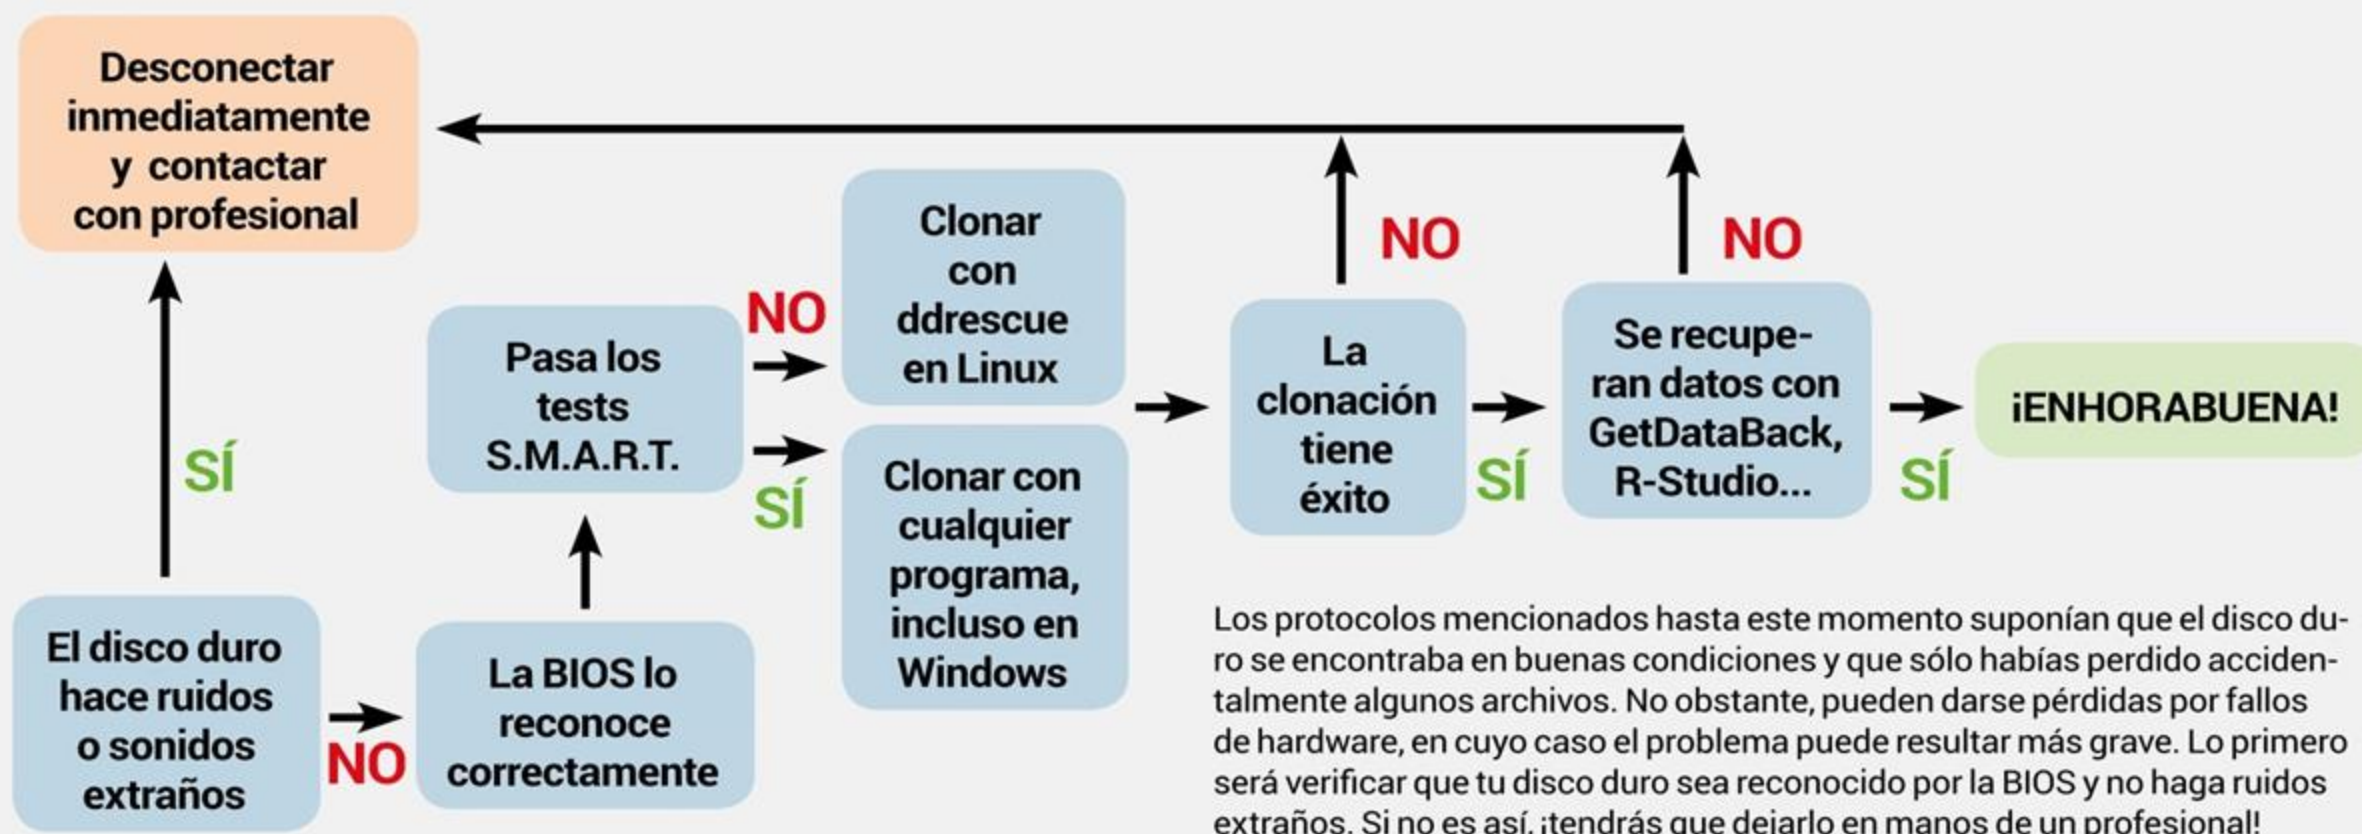 Desconectar
inmediatamente
y contactar
con profesional
SÍ
El disco duro
hace ruidos
o sonidos
extraños
NO
La BIOS lo
reconoce
correctamente
Pasa los
tests
S.M.A.R.T.
NO
SÍ
Clonar
con
ddrescue
en Linux
Clonar con
cualquier
programa,
incluso en
Windows
La
clonación
tiene
éxito
NO
SÍ
Se recupe-
ran datos con
GetDataBack,
R-Studio...
NO
SÍ
¡ENHORABUENA!
Los protocolos mencionados hasta este momento suponían que el disco du-
ro se encontraba en buenas condiciones y que sólo habías perdido acciden-
talmente algunos archivos. No obstante, pueden darse pérdidas por fallos
de hardware, en cuyo caso el problema puede resultar más grave. Lo primero
será verificar que tu disco duro sea reconocido por la BIOS y no haga ruidos
extraños. Si no es así, ¡tendrás que dejarlo en manos de un profesional!